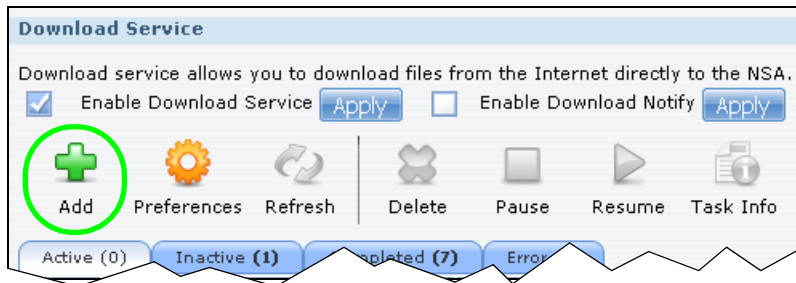 Download Service
Download service allows you to download files from the Internet directly to the NSA.
Enable Download Service Apply Enable Download Notify Apply
Add Preferences Refresh Delete Pause Resume Task Info
Active (0) Inactive (1) (7) Error